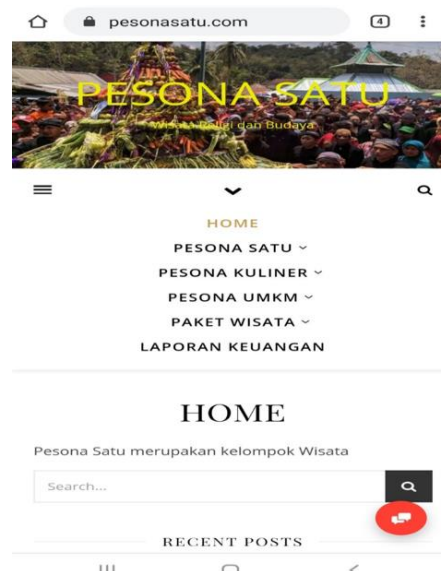 pesonasatu.com
4
PESONA SATU
Wisata Religi dan Budaya
HOME
PESONA SATU
PESONA KULINER
PESONA UMKM
PAKET WISATA
LAPORAN KEUANGAN
HOME
Pesona Satu merupakan kelompok Wisata
Search...
RECENT POSTS